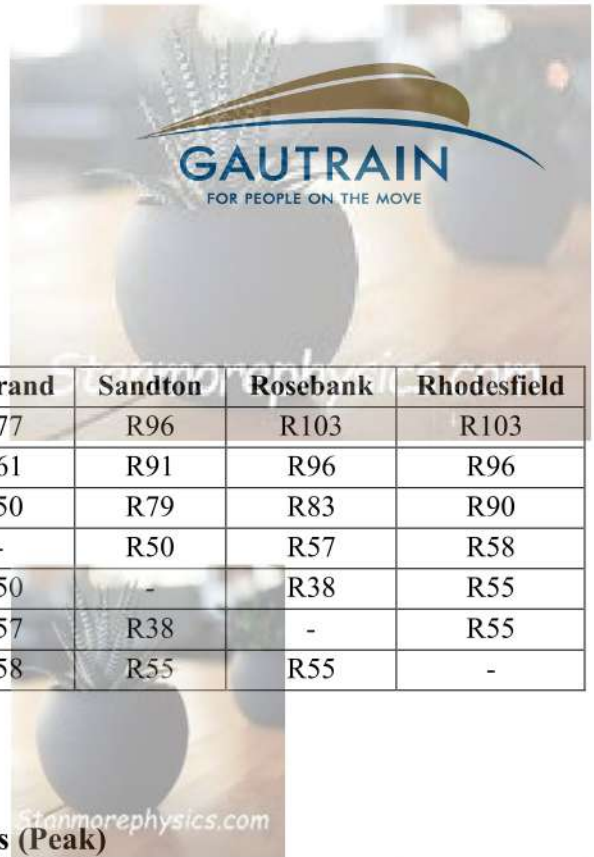 GAUTRAIN
FOR PEOPLE ON THE MOVE
Stanmorephysics.com
rand Sandton Rosebank Rhodesfield
77 R96 R103 R103
61 R91 R96 R96
50 R79 R83 R90
- R50 R57 R58
50 - R38 R55
57 R38 - R55
58 R55 R55 -
Stanmorephysics.com
s (Peak)